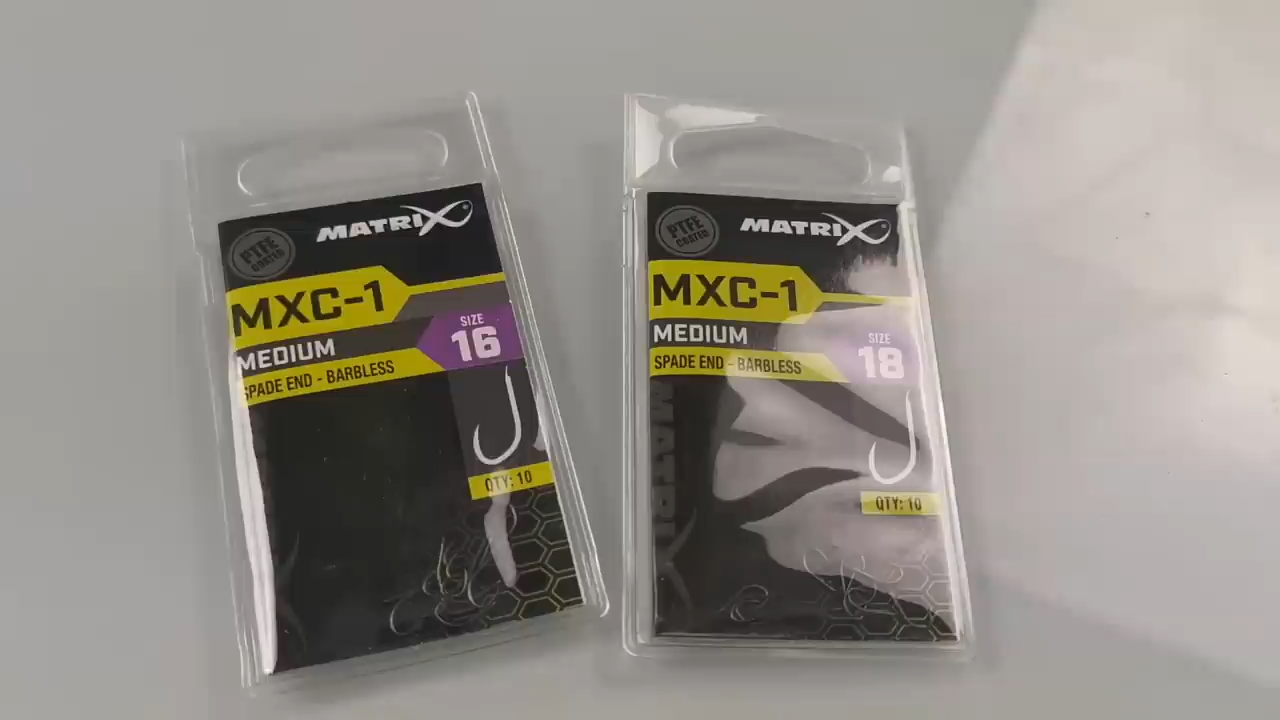 PTFE
COATED
MATRIX
MXC-1
MEDIUM
SPADE END - BARBLESS
SIZE
16
QTY: 10
PTFE
COATED
MATRIX
MXC-1
MEDIUM
SPADE END - BARBLESS
SIZE
18
QTY: 10
MATRI